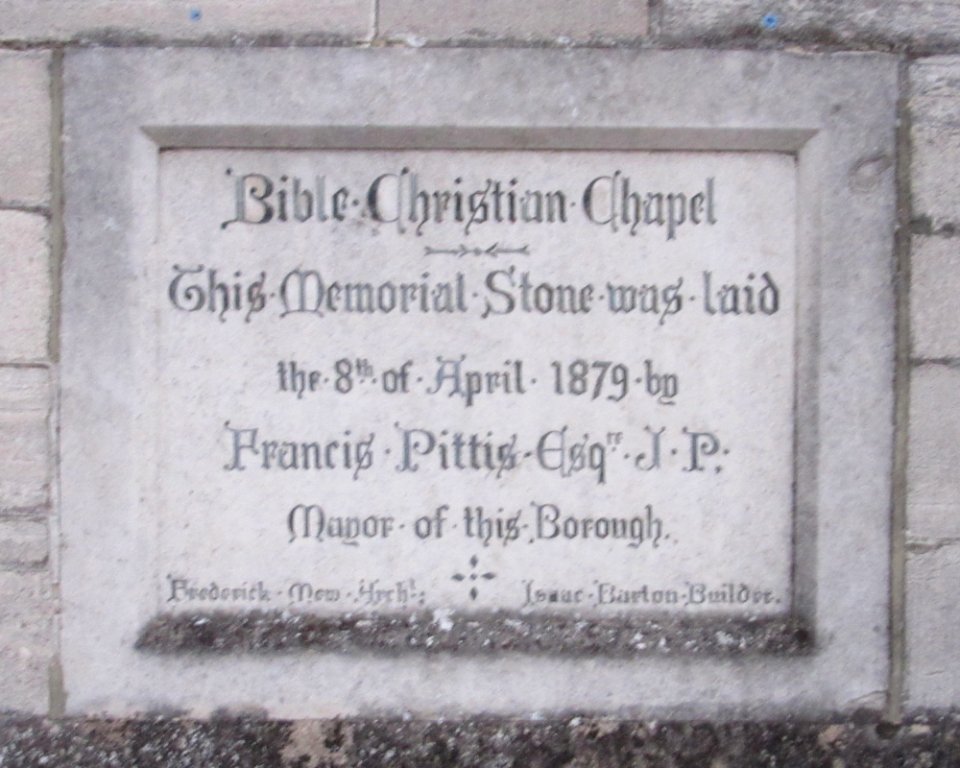 Bible·Christian·Chapel
This·Memorial·Stone·was·laid
the·8th·of·April·1879·by
Francis·Pittis·Esqre·J·P:
Mayor·of·this·Borough.
Frederick·Mew·Archt: Isaac·Barton·Builder.